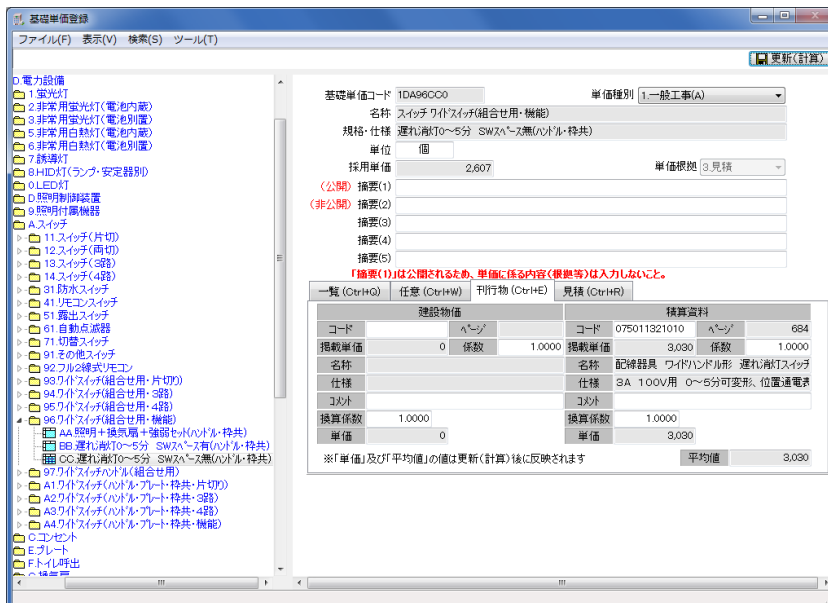 基礎単価登録
ファイル(F) 表示(V) 検索(S) ツール(T)
更新(計算)
D.電力設備
1.蛍光灯
2.非常用蛍光灯(電池内蔵)
3.非常用蛍光灯(電池別置)
5.非常用白熱灯(電池内蔵)
6.非常用白熱灯(電池別置)
7.誘導灯
8.HID灯(ランプ・安定器別)
0.LED灯
D.照明制御装置
9.照明付属機器
A.スイッチ
11.スイッチ(片切)
12.スイッチ(両切)
13.スイッチ(3路)
14.スイッチ(4路)
31.防水スイッチ
41.リモコンスイッチ
51.露出スイッチ
61.自動点滅器
71.切替スイッチ
91.その他スイッチ
92.フル2線式リモコン
93.ワイドスイッチ(組合せ用・片切り)
94.ワイドスイッチ(組合せ用・3路)
95.ワイドスイッチ(組合せ用・4路)
96.ワイドスイッチ(組合せ用・機能)
AA.照明+換気扇+強弱セット(ハンドル・枠共)
BB.遅れ消灯0~5分 SWスペース有(ハンドル・枠共)
CC.遅れ消灯0~5分 SWスペース無(ハンドル・枠共)
97.ワイドスイッチハンドル(組合せ用)
A1.ワイドスイッチ(ハンドル・プレート・枠共・片切り)
A2.ワイドスイッチ(ハンドル・プレート・枠共・3路)
A3.ワイドスイッチ(ハンドル・プレート・枠共・4路)
A4.ワイドスイッチ(ハンドル・プレート・枠共・機能)
C.コンセント
E.プレート
F.トイレ呼出
基礎単価コード 1DA96CC0 単価種別 1.一般工事(A)
名称 スイッチ ワイドスイッチ(組合せ用・機能)
規格・仕様 遅れ消灯0~5分 SWスペース無(ハンドル・枠共)
単位 個
採用単価 2,607 単価根拠 3.見積
(公開) 摘要(1)
(非公開) 摘要(2)
摘要(3)
摘要(4)
摘要(5)
「摘要(1)」は公開されるため、単価に係る内容(根拠等)は入力しないこと。
一覧(Ctrl+Q) 任意(Ctrl+W) 刊行物(Ctrl+E) 見積(Ctrl+R)
建設物価 積算資料
コード ページ コード 075011321010 ページ 684
掲載単価 0 係数 1.0000 掲載単価 3,030 係数 1.0000
名称 名称 配線器具 ワイドハンドル形 遅れ消灯スイッチ
仕様 仕様 3A 100V用 0~5分可変形、位置通電表
コメント コメント
換算係数 1.0000 換算係数 1.0000
単価 0 単価 3,030
※「単価」及び「平均値」の値は更新(計算)後に反映されます 平均値 3,030